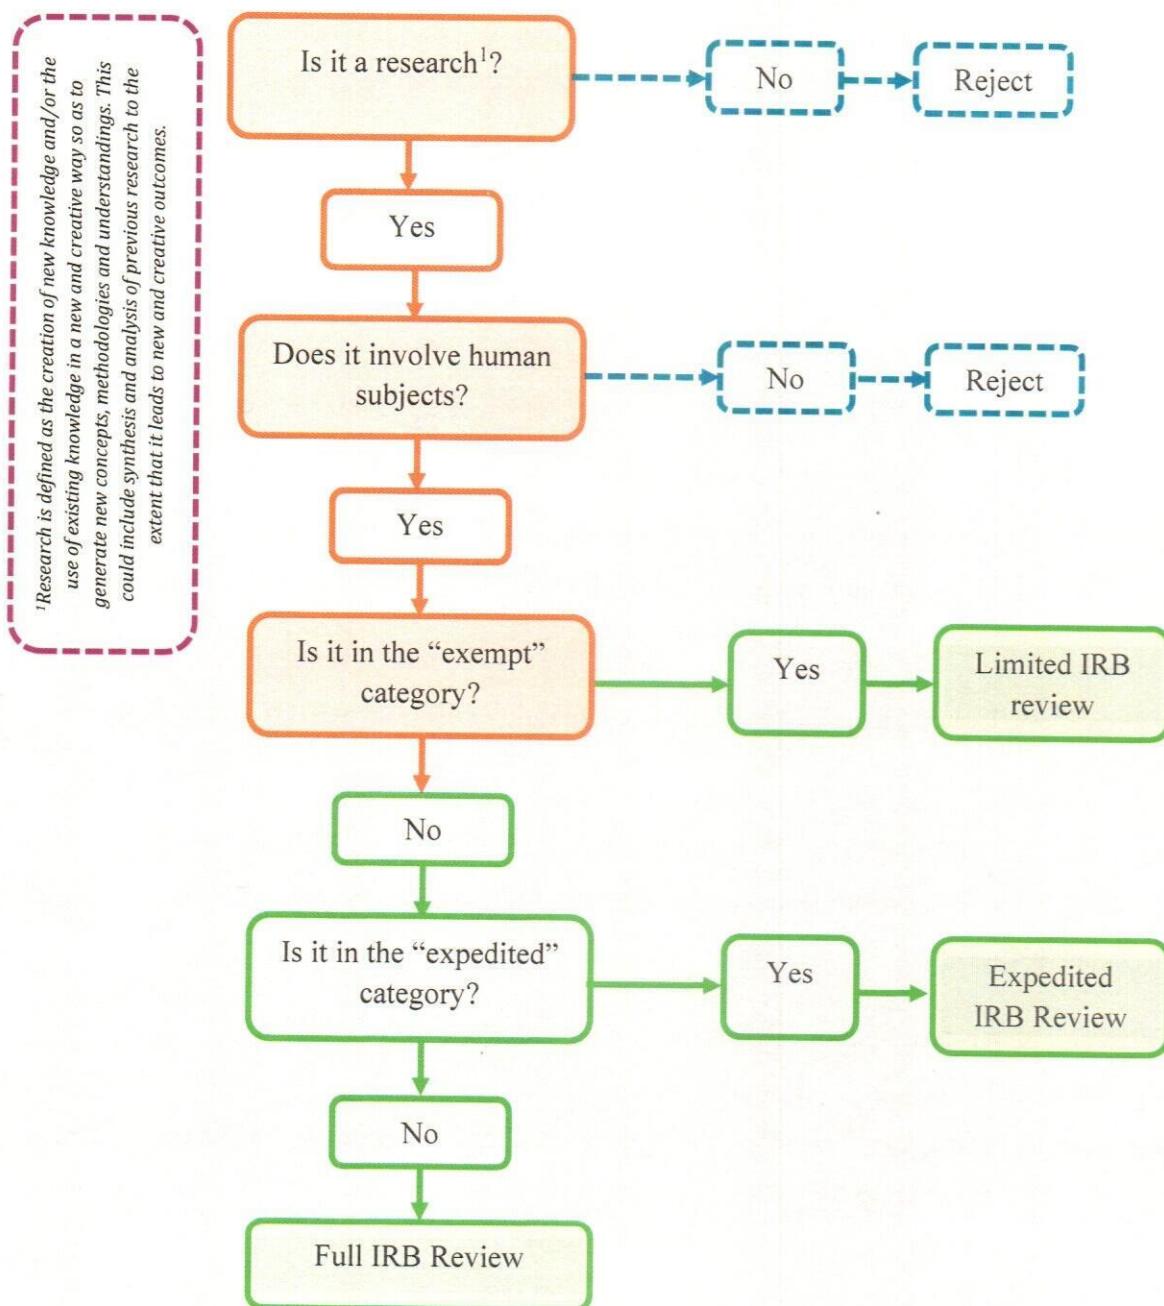 Is it a research¹?
No
Reject
Yes
Does it involve human
subjects?
No
Reject
Yes
Is it in the “exempt”
category?
Yes
Limited IRB
review
No
Is it in the “expedited”
category?
Yes
Expedited
IRB Review
No
Full IRB Review
¹Research is defined as the creation of new knowledge and/or the
use of existing knowledge in a new and creative way so as to
generate new concepts, methodologies and understandings. This
could include synthesis and analysis of previous research to the
extent that it leads to new and creative outcomes.